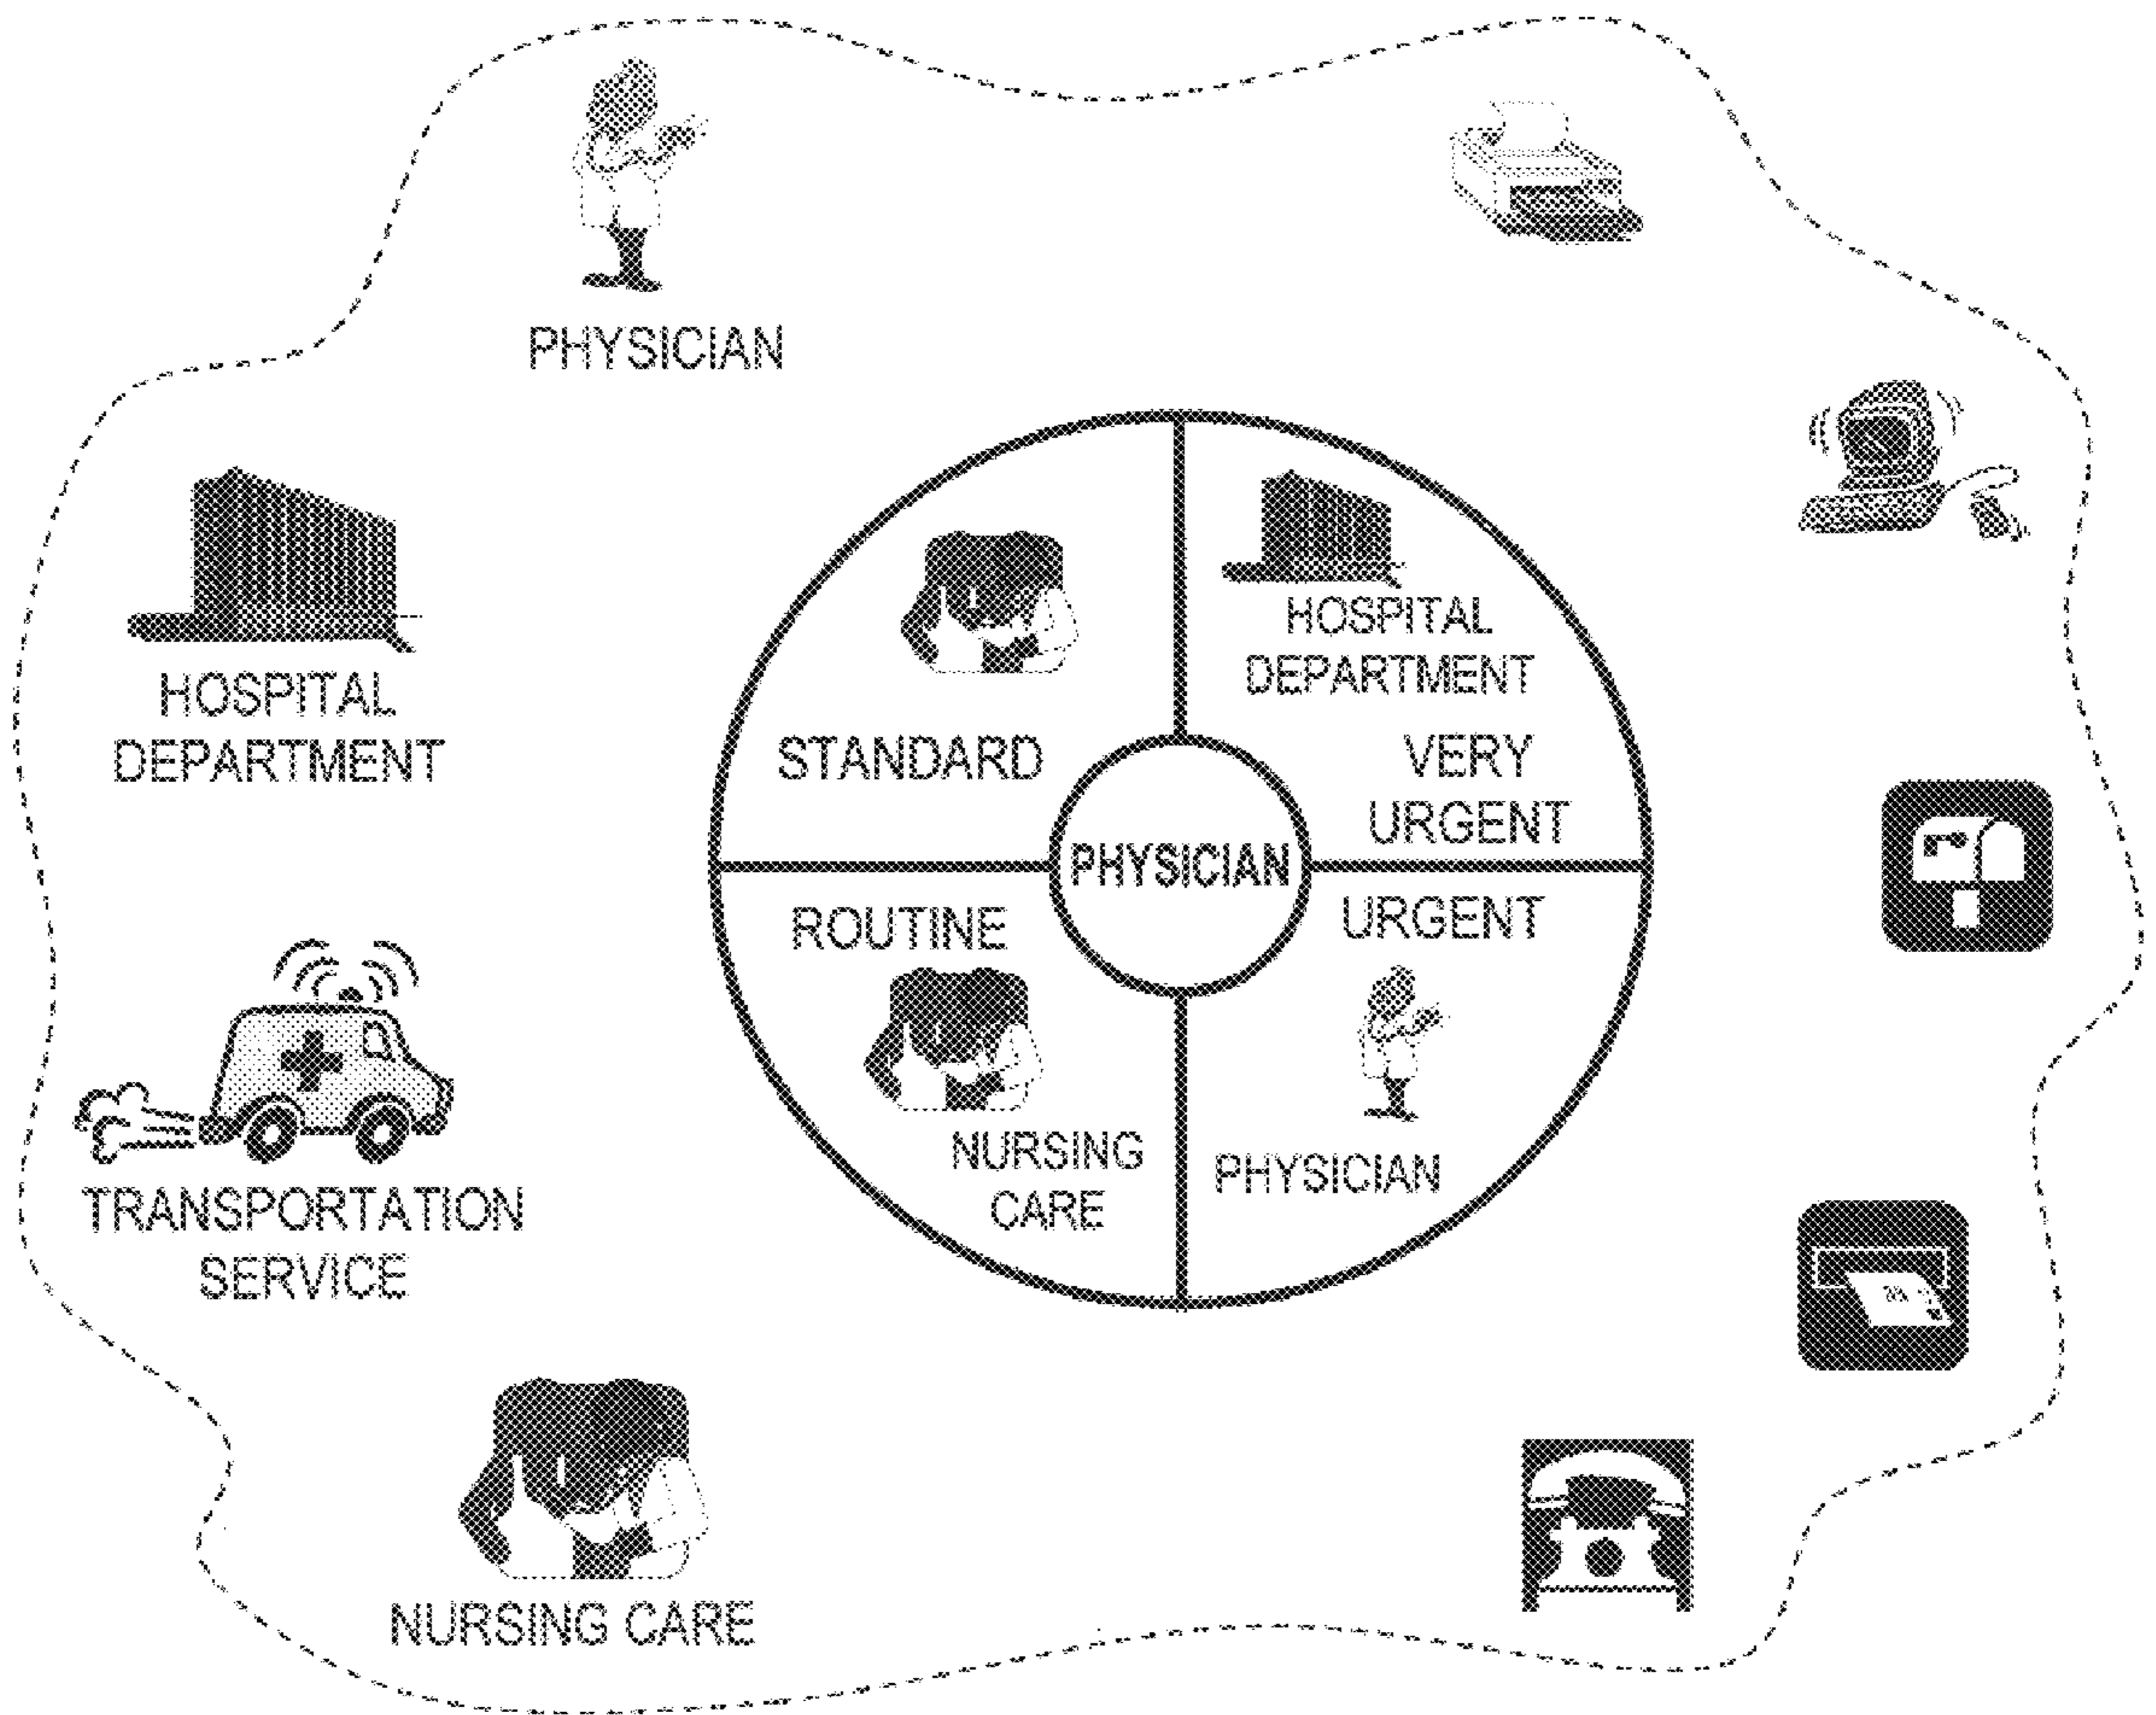 PHYSICIAN
HOSPITAL
DEPARTMENT
TRANSPORTATION
SERVICE
NURSING CARE
STANDARD
HOSPITAL
DEPARTMENT
VERY
URGENT
PHYSICIAN
ROUTINE
NURSING
CARE
URGENT
PHYSICIAN